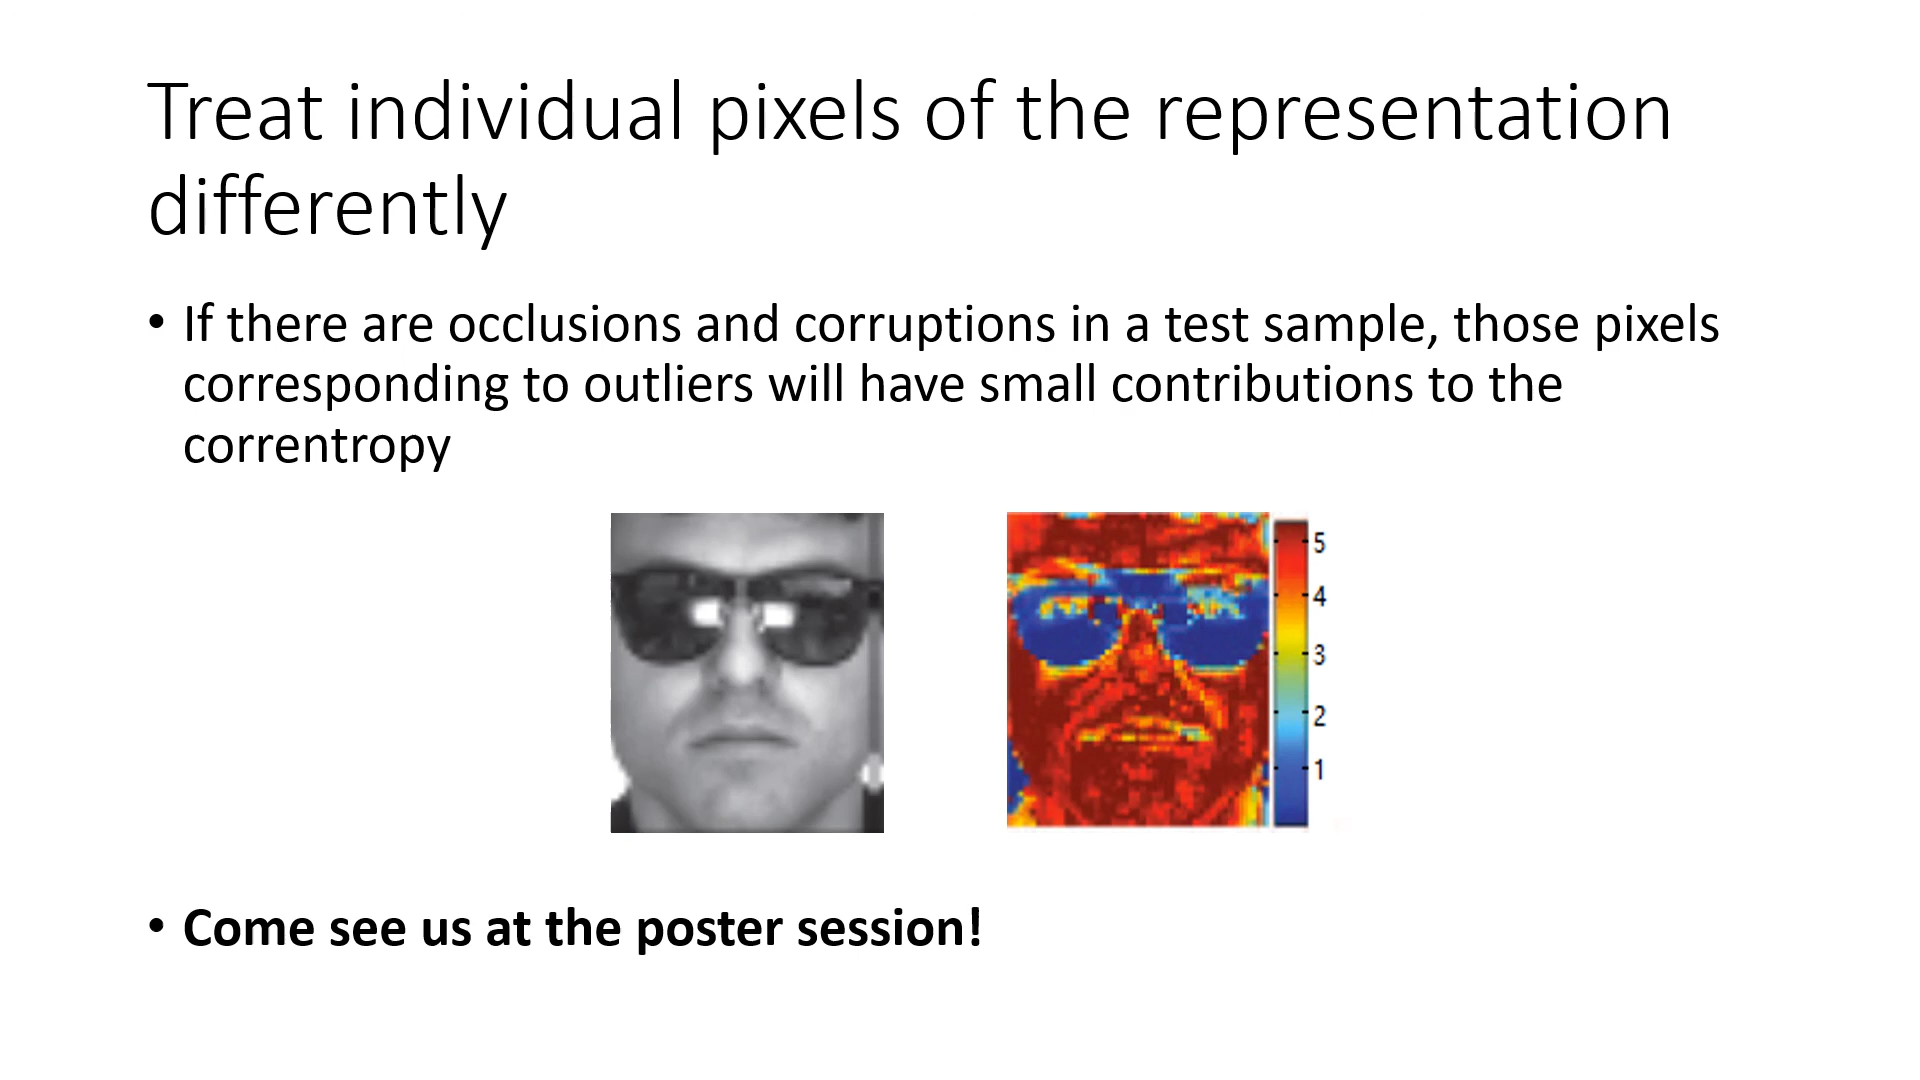 Treat individual pixels of the representation
differently
• If there are occlusions and corruptions in a test sample, those pixels
corresponding to outliers will have small contributions to the
correntropy
5
4
3
2
1
• Come see us at the poster session!